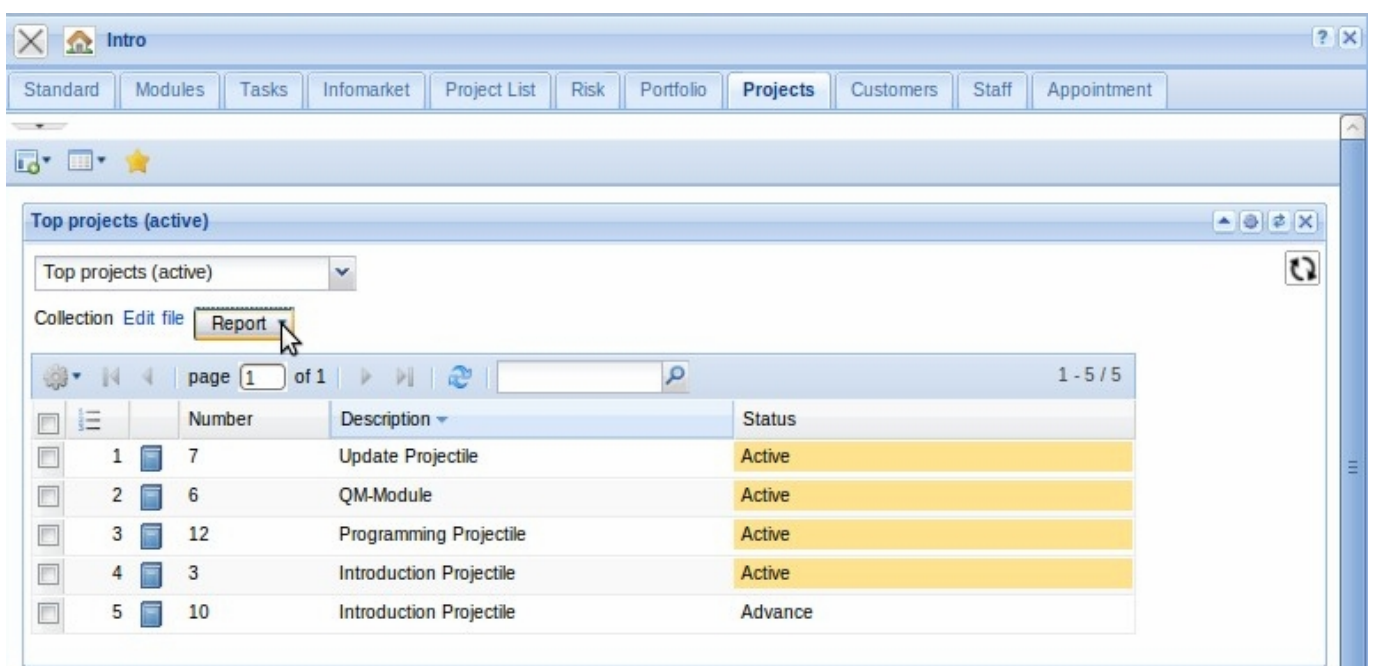 Intro
Standard Modules Tasks Infomarket Project List Risk Portfolio Projects Customers Staff Appointment
Top projects (active)
Top projects (active)
Collection Edit file Report
page 1 of 1 1 - 5 / 5
Number Description Status
1 7 Update Projectile Active
2 6 QM-Module Active
3 12 Programming Projectile Active
4 3 Introduction Projectile Active
5 10 Introduction Projectile Advance